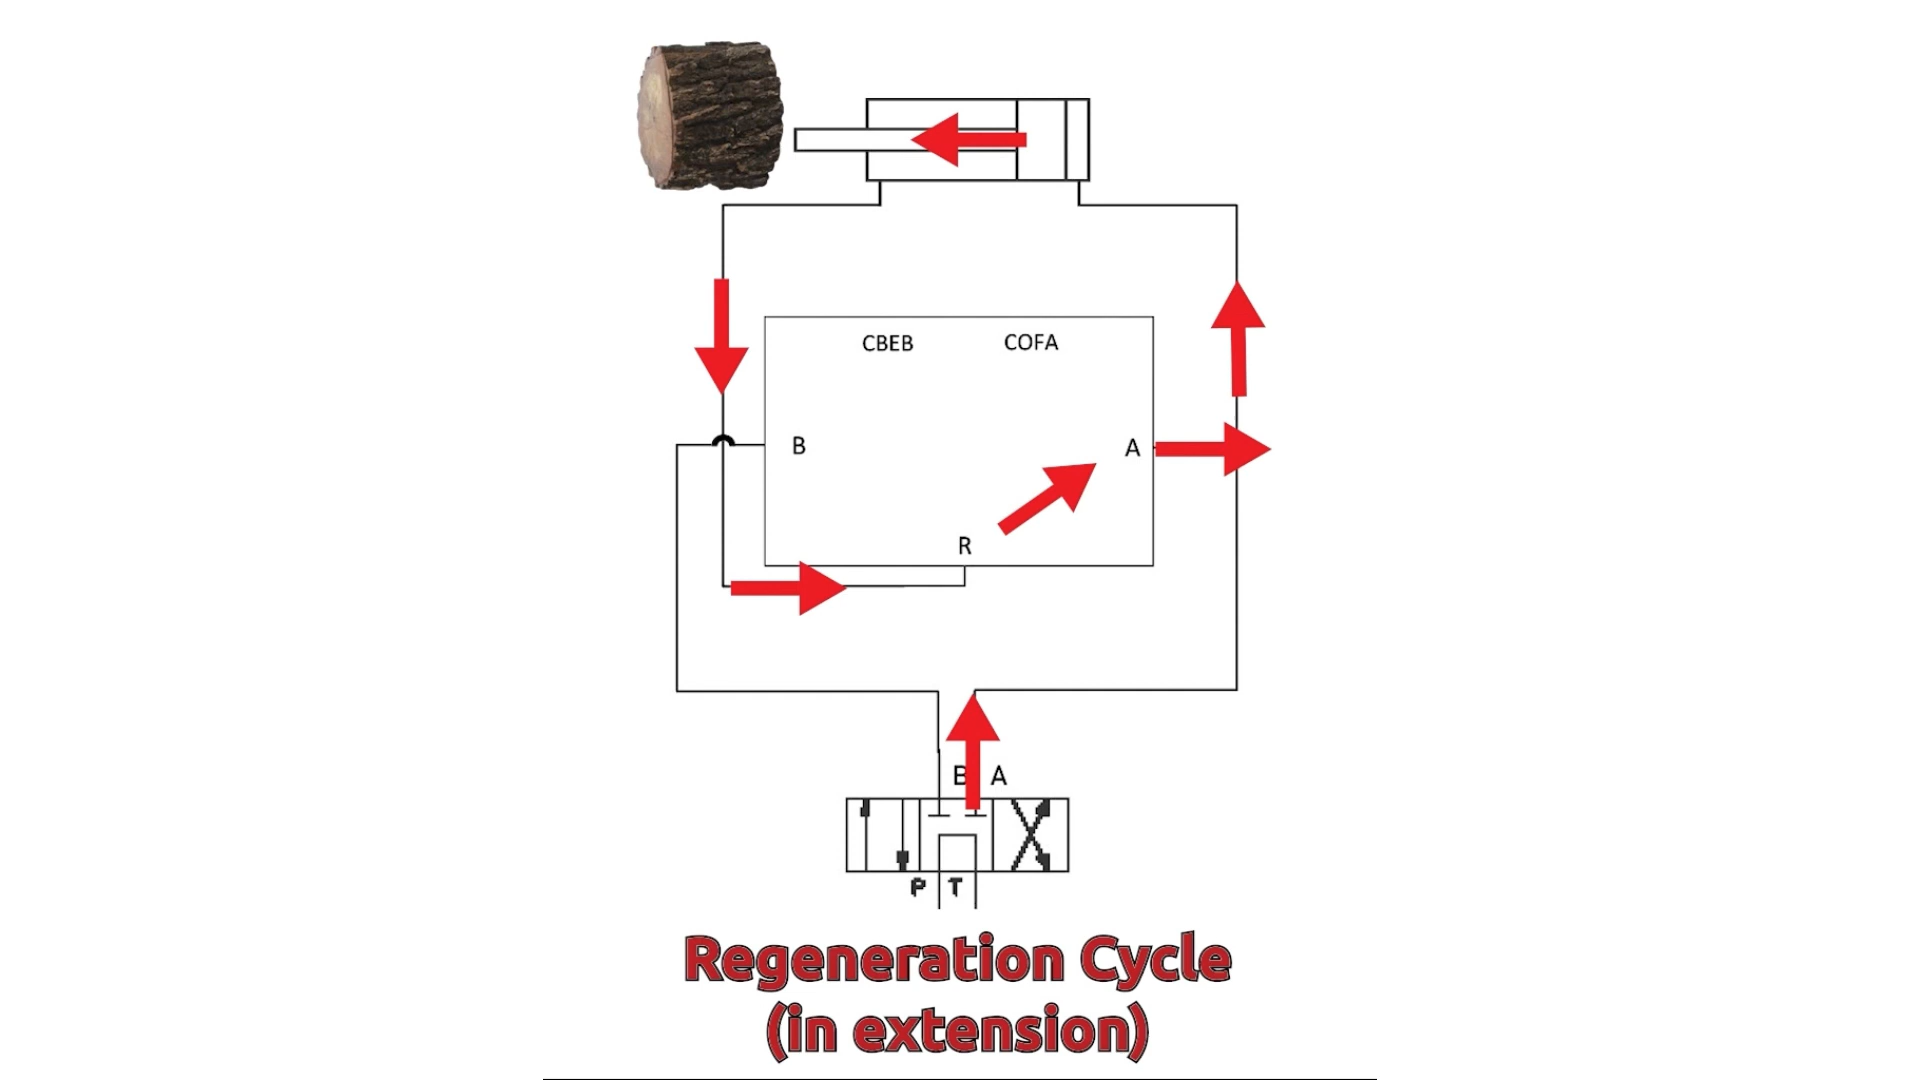 CBEB COFA
B A
R
B A
P T
Regeneration Cycle
(in extension)